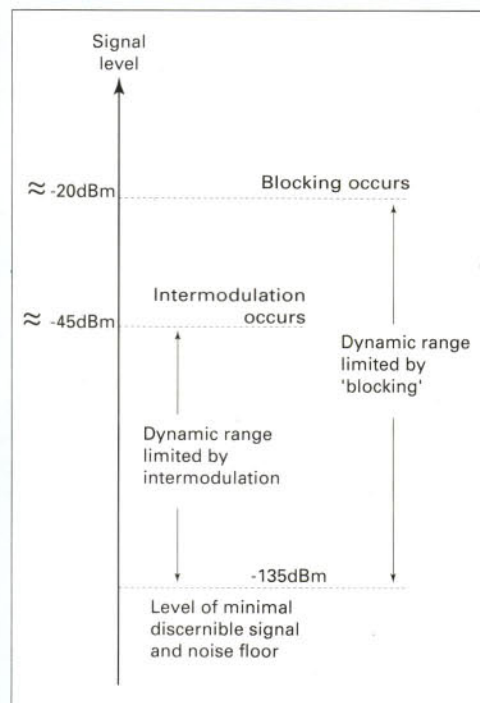 Signal
level
≈ -20dBm
Blocking occurs
Intermodulation
occurs
≈ -45dBm
Dynamic range
limited by
'blocking'
Dynamic range
limited by
intermodulation
-135dBm
Level of minimal
discernible signal
and noise floor